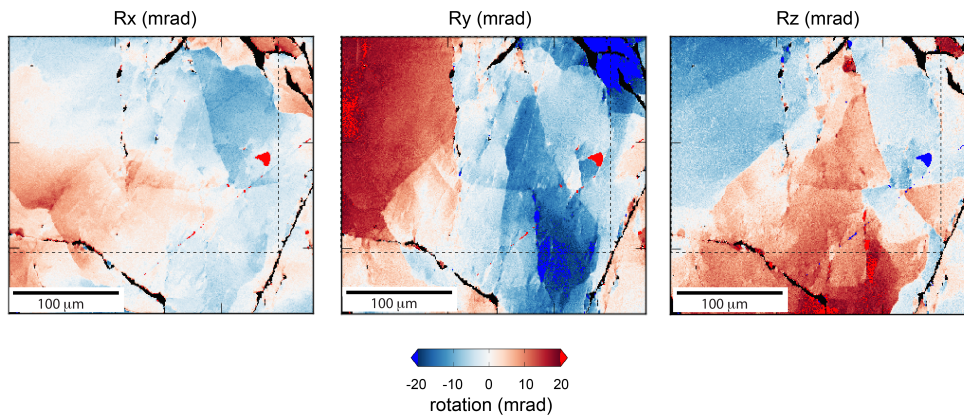 Rx (mrad)
Ry (mrad)
Rz (mrad)
100 μm
100 μm
100 μm
-20 -10 0 10 20
rotation (mrad)